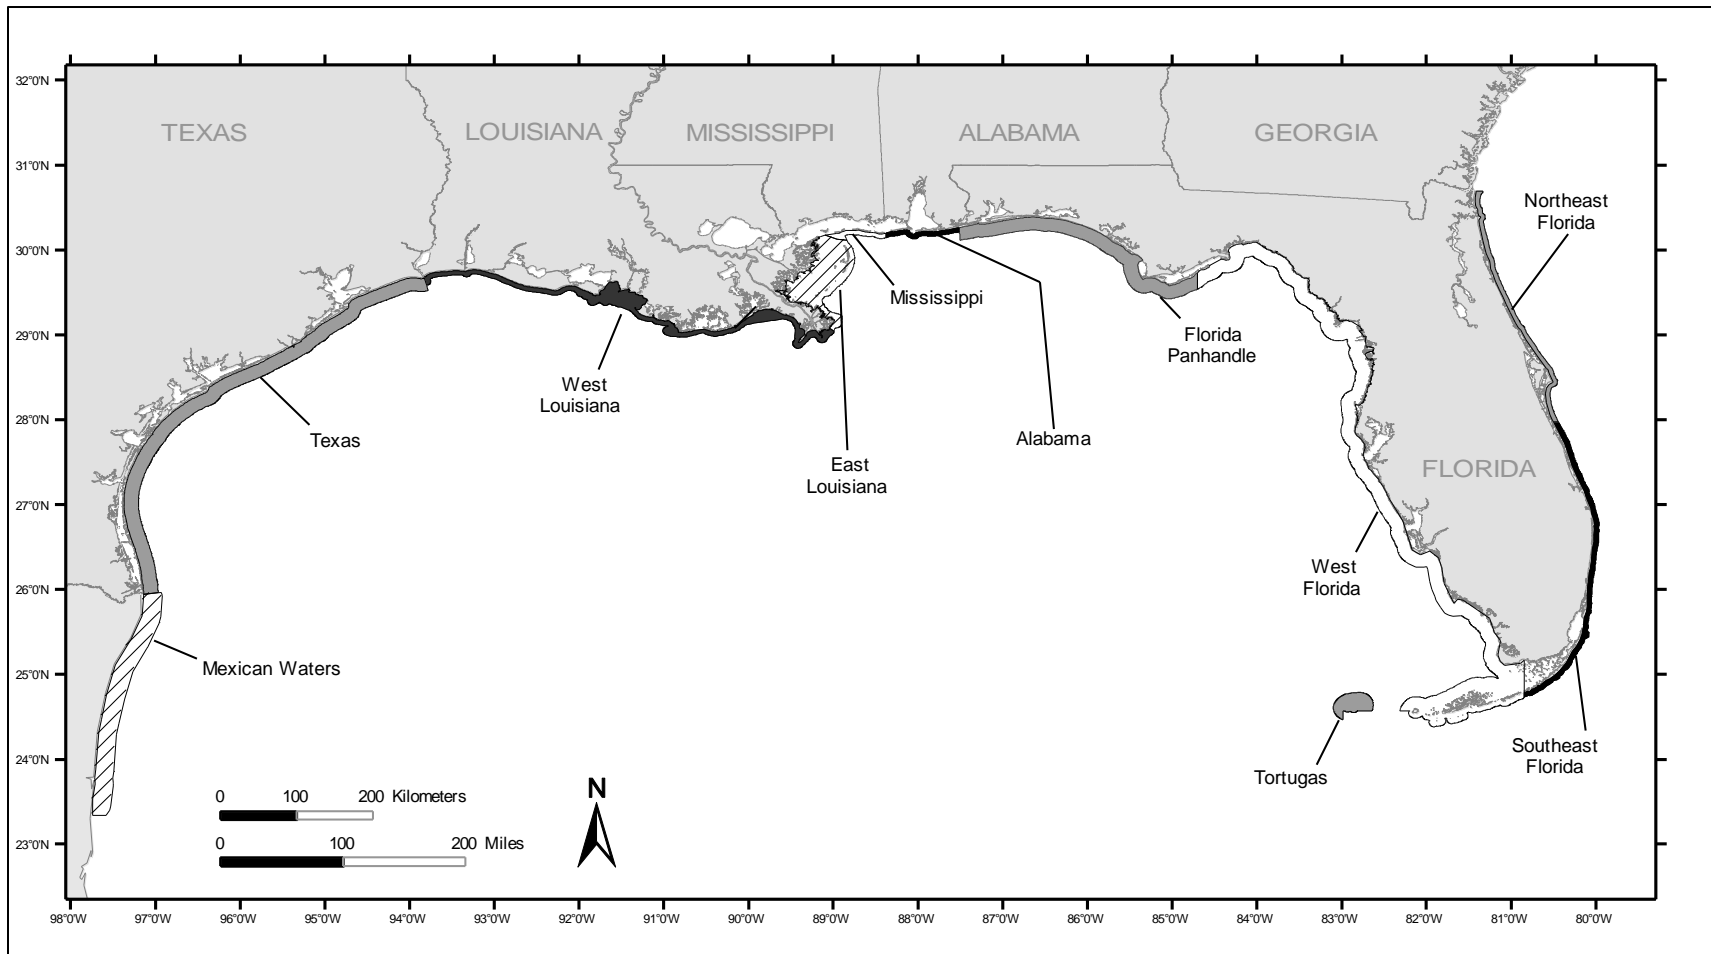 32°0'N
31°0'N
30°0'N
29°0'N
28°0'N
27°0'N
26°0'N
25°0'N
24°0'N
23°0'N
TEXAS
LOUISIANA
MISSISSIPPI
ALABAMA
GEORGIA
FLORIDA
Northeast
Florida
Mississippi
Florida
Panhandle
West
Louisiana
Texas
Alabama
East
Louisiana
West
Florida
Mexican Waters
Southeast
Florida
Tortugas
N
0 100 200 Kilometers
0 100 200 Miles
98°0'W 97°0'W 96°0'W 95°0'W 94°0'W 93°0'W 92°0'W 91°0'W 90°0'W 89°0'W 88°0'W 87°0'W 86°0'W 85°0'W 84°0'W 83°0'W 82°0'W 81°0'W 80°0'W